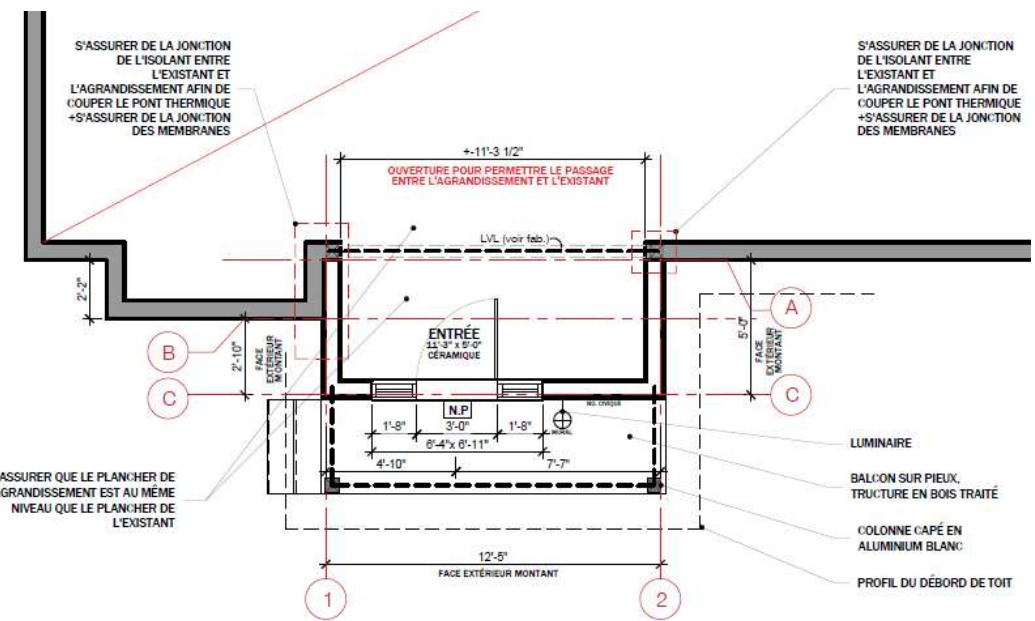 S'ASSURER DE LA JONCTION
DE L'ISOLANT ENTRE
L'EXISTANT ET
L'AGRANDISSEMENT AFIN DE
COUPER LE PONT THERMIQUE
+S'ASSURER DE LA JONCTION
DES MEMBRANES
S'ASSURER DE LA JONCTION
DE L'ISOLANT ENTRE
L'EXISTANT ET
L'AGRANDISSEMENT AFIN DE
COUPER LE PONT THERMIQUE
+S'ASSURER DE LA JONCTION
DES MEMBRANES
+-11'-3 1/2"
OUVERTURE POUR PERMETTRE LE PASSAGE
ENTRE L'AGRANDISSEMENT ET L'EXISTANT
LVL (voir fab.)
2'-2"
A
B
2'-10"
FACE
EXTÉRIEUR
MONTANT
ENTRÉE
11'-3" x 5'-0"
CÉRAMIQUE
5'-0"
FACE
EXTÉRIEUR
MONTANT
C
C
N.P
NO. CIVIQUE
MURAL
1'-8"
3'-0"
1'-8"
6'-4"x 6'-11"
4'-10"
7'-7"
LUMINAIRE
ASSURER QUE LE PLANCHER DE
AGRANDISSEMENT EST AU MÊME
NIVEAU QUE LE PLANCHER DE
L'EXISTANT
BALCON SUR PIEUX,
TRUCTURE EN BOIS TRAITÉ
COLONNE CAPÉ EN
ALUMINIUM BLANC
12'-5"
FACE EXTÉRIEUR MONTANT
PROFIL DU DÉBORD DE TOIT
1
2